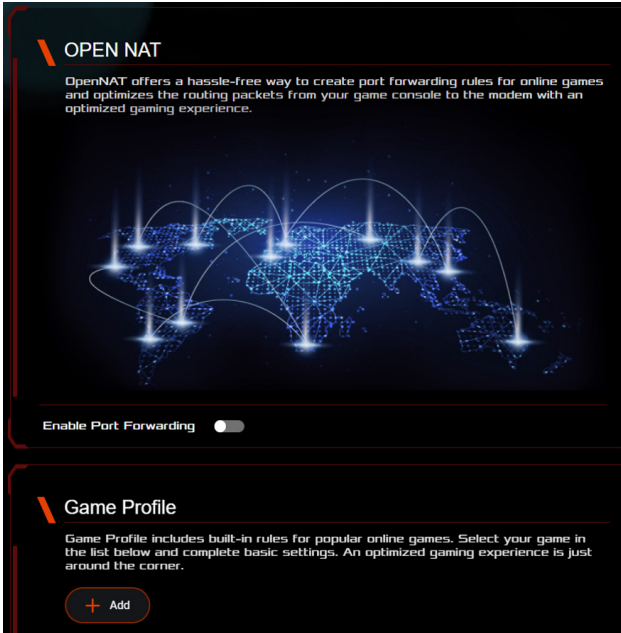 OPEN NAT
OpenNAT offers a hassle-free way to create port forwarding rules for online games
and optimizes the routing packets from your game console to the modem with an
optimized gaming experience.
Enable Port Forwarding
Game Profile
Game Profile includes built-in rules for popular online games. Select your game in
the list below and complete basic settings. An optimized gaming experience is just
around the corner.
+ Add